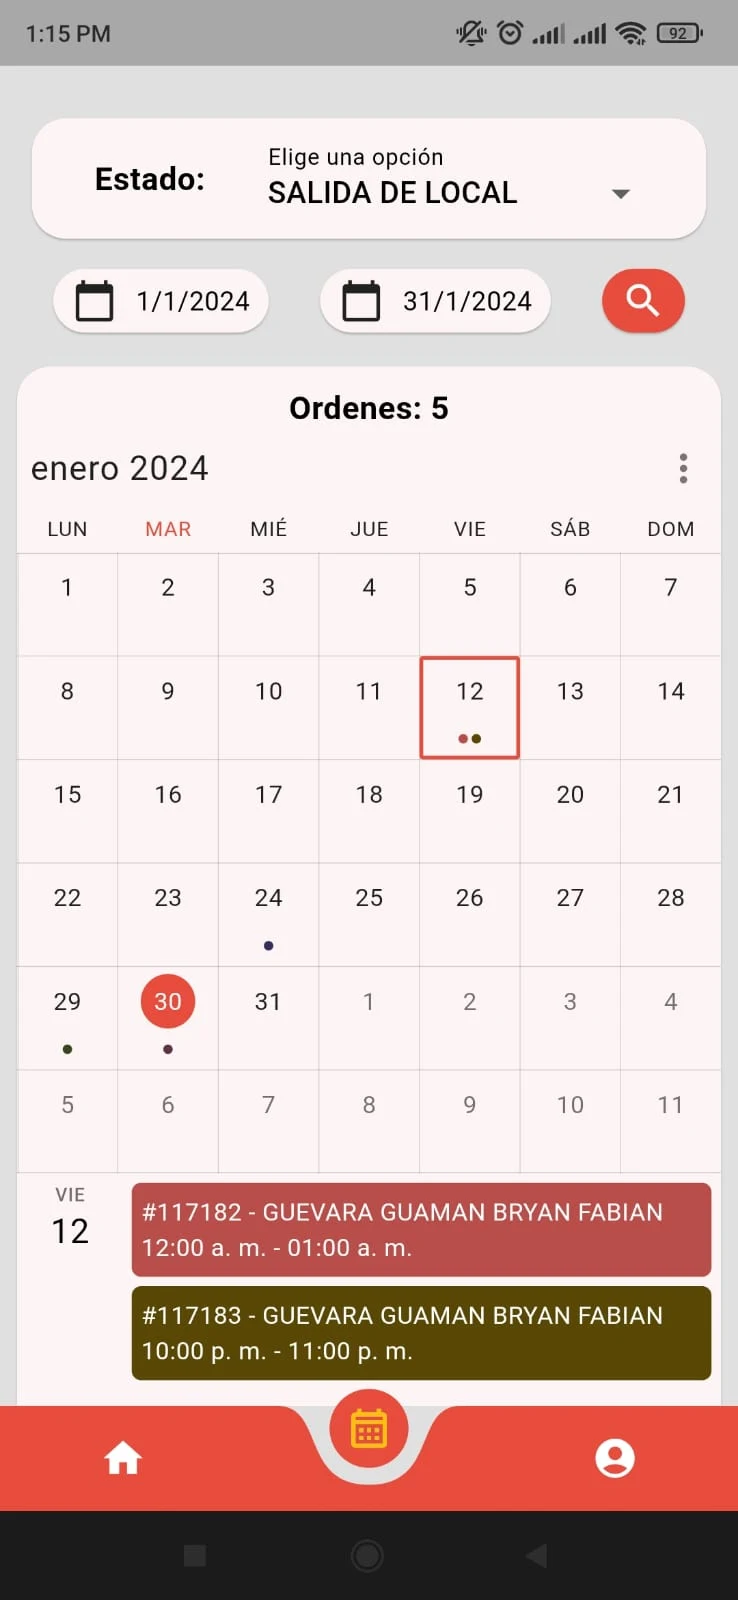 1:15 PM 92
Elige una opción
Estado: SALIDA DE LOCAL
1/1/2024 31/1/2024
Ordenes: 5
enero 2024
LUN MAR MIÉ JUE VIE SÁB DOM
1 2 3 4 5 6 7
8 9 10 11 12 13 14
15 16 17 18 19 20 21
22 23 24 25 26 27 28
29 30 31 1 2 3 4
5 6 7 8 9 10 11
VIE
12
#117182 - GUEVARA GUAMAN BRYAN FABIAN
12:00 a. m. - 01:00 a. m.
#117183 - GUEVARA GUAMAN BRYAN FABIAN
10:00 p. m. - 11:00 p. m.